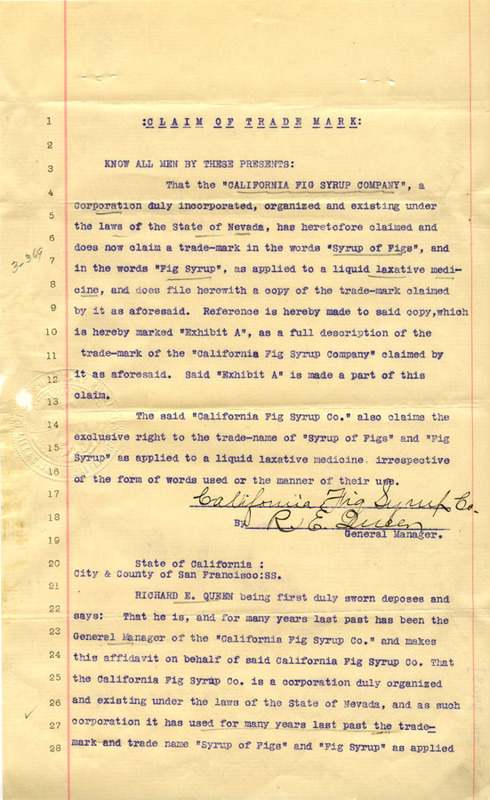 :CLAIM OF TRADE MARK:
KNOW ALL MEN BY THESE PRESENTS:
That the "CALIFORNIA FIG SYRUP COMPANY", a
Corporation duly incorporated, organized and existing under
the laws of the State of Nevada, has heretofore claimed and
does now claim a trade-mark in the words "Syrup of Figs", and
in the words "Fig Syrup", as applied to a liquid laxative medi-
cine, and does file herewith a copy of the trade-mark claimed
by it as aforesaid. Reference is hereby made to said copy,which
is hereby marked "Exhibit A", as a full description of the
trade-mark of the "California Fig Syrup Company" claimed by
it as aforesaid. Said "Exhibit A" is made a part of this
claim.
The said "California Fig Syrup Co." also claims the
exclusive right to the trade-name of "Syrup of Figs" and "Fig
Syrup" as applied to a liquid laxative medicine irrespective
of the form of words used or the manner of their use.
California Fig Syrup Co.
By R. E. Queen
General Manager.
State of California :
City & County of San Francisco:SS.
RICHARD E. QUEEN being first duly sworn deposes and
says: That he is, and for many years last past has been the
General Manager of the "California Fig Syrup Co." and makes
this affidavit on behalf of said California Fig Syrup Co. That
the California Fig Syrup Co. is a corporation duly organized
and existing under the laws of the State of Nevada, and as such
corporation it has used for many years last past the trade-
mark and trade name "Syrup of Figs" and "Fig Syrup" as applied
1
2
3
4
5
6
7
8
9
10
11
12
13
14
15
16
17
18
19
20
21
22
23
24
25
26
27
28
3-369